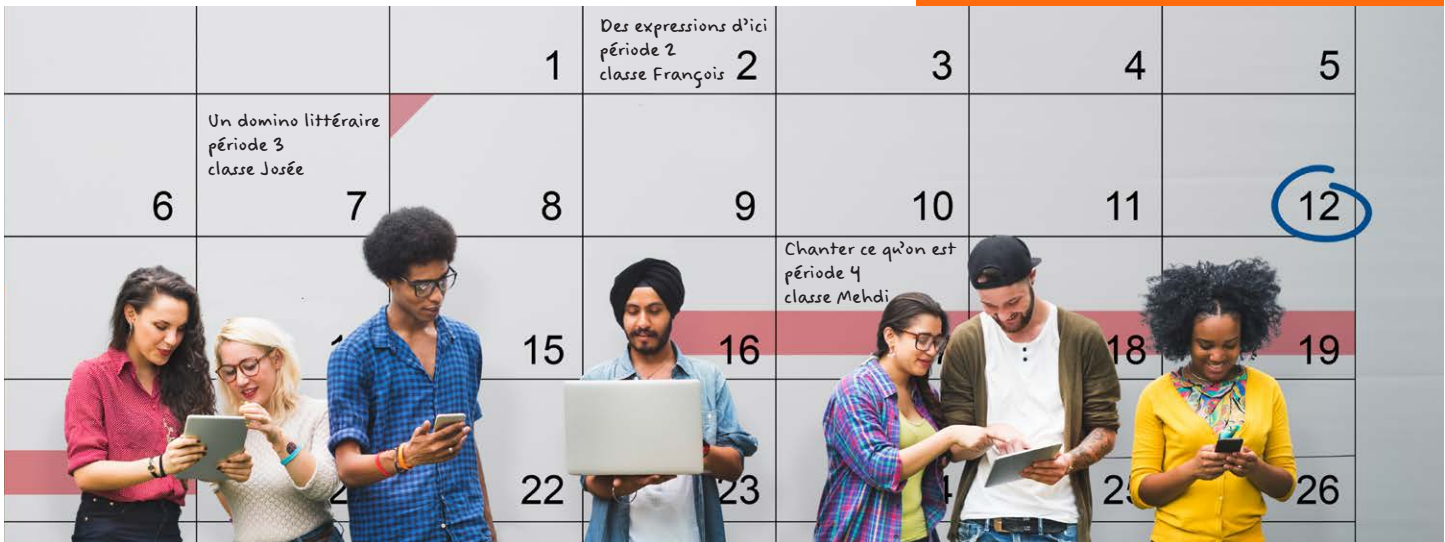 Des expressions d'ici
période 2
classe François
1 2 3 4 5
Un domino littéraire
période 3
classe Josée
6 7 8 9 10 11 12
Chanter ce qu'on est
période 4
classe Mehdi
15 16 18 19
22 23 26